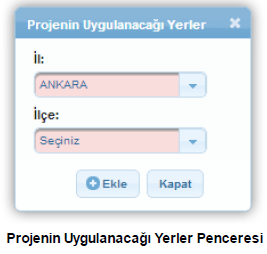 Projenin Uygulanacağı Yerler
İl:
ANKARA
İlçe:
Seçiniz
Ekle
Kapat
Projenin Uygulanacağı Yerler Penceresi